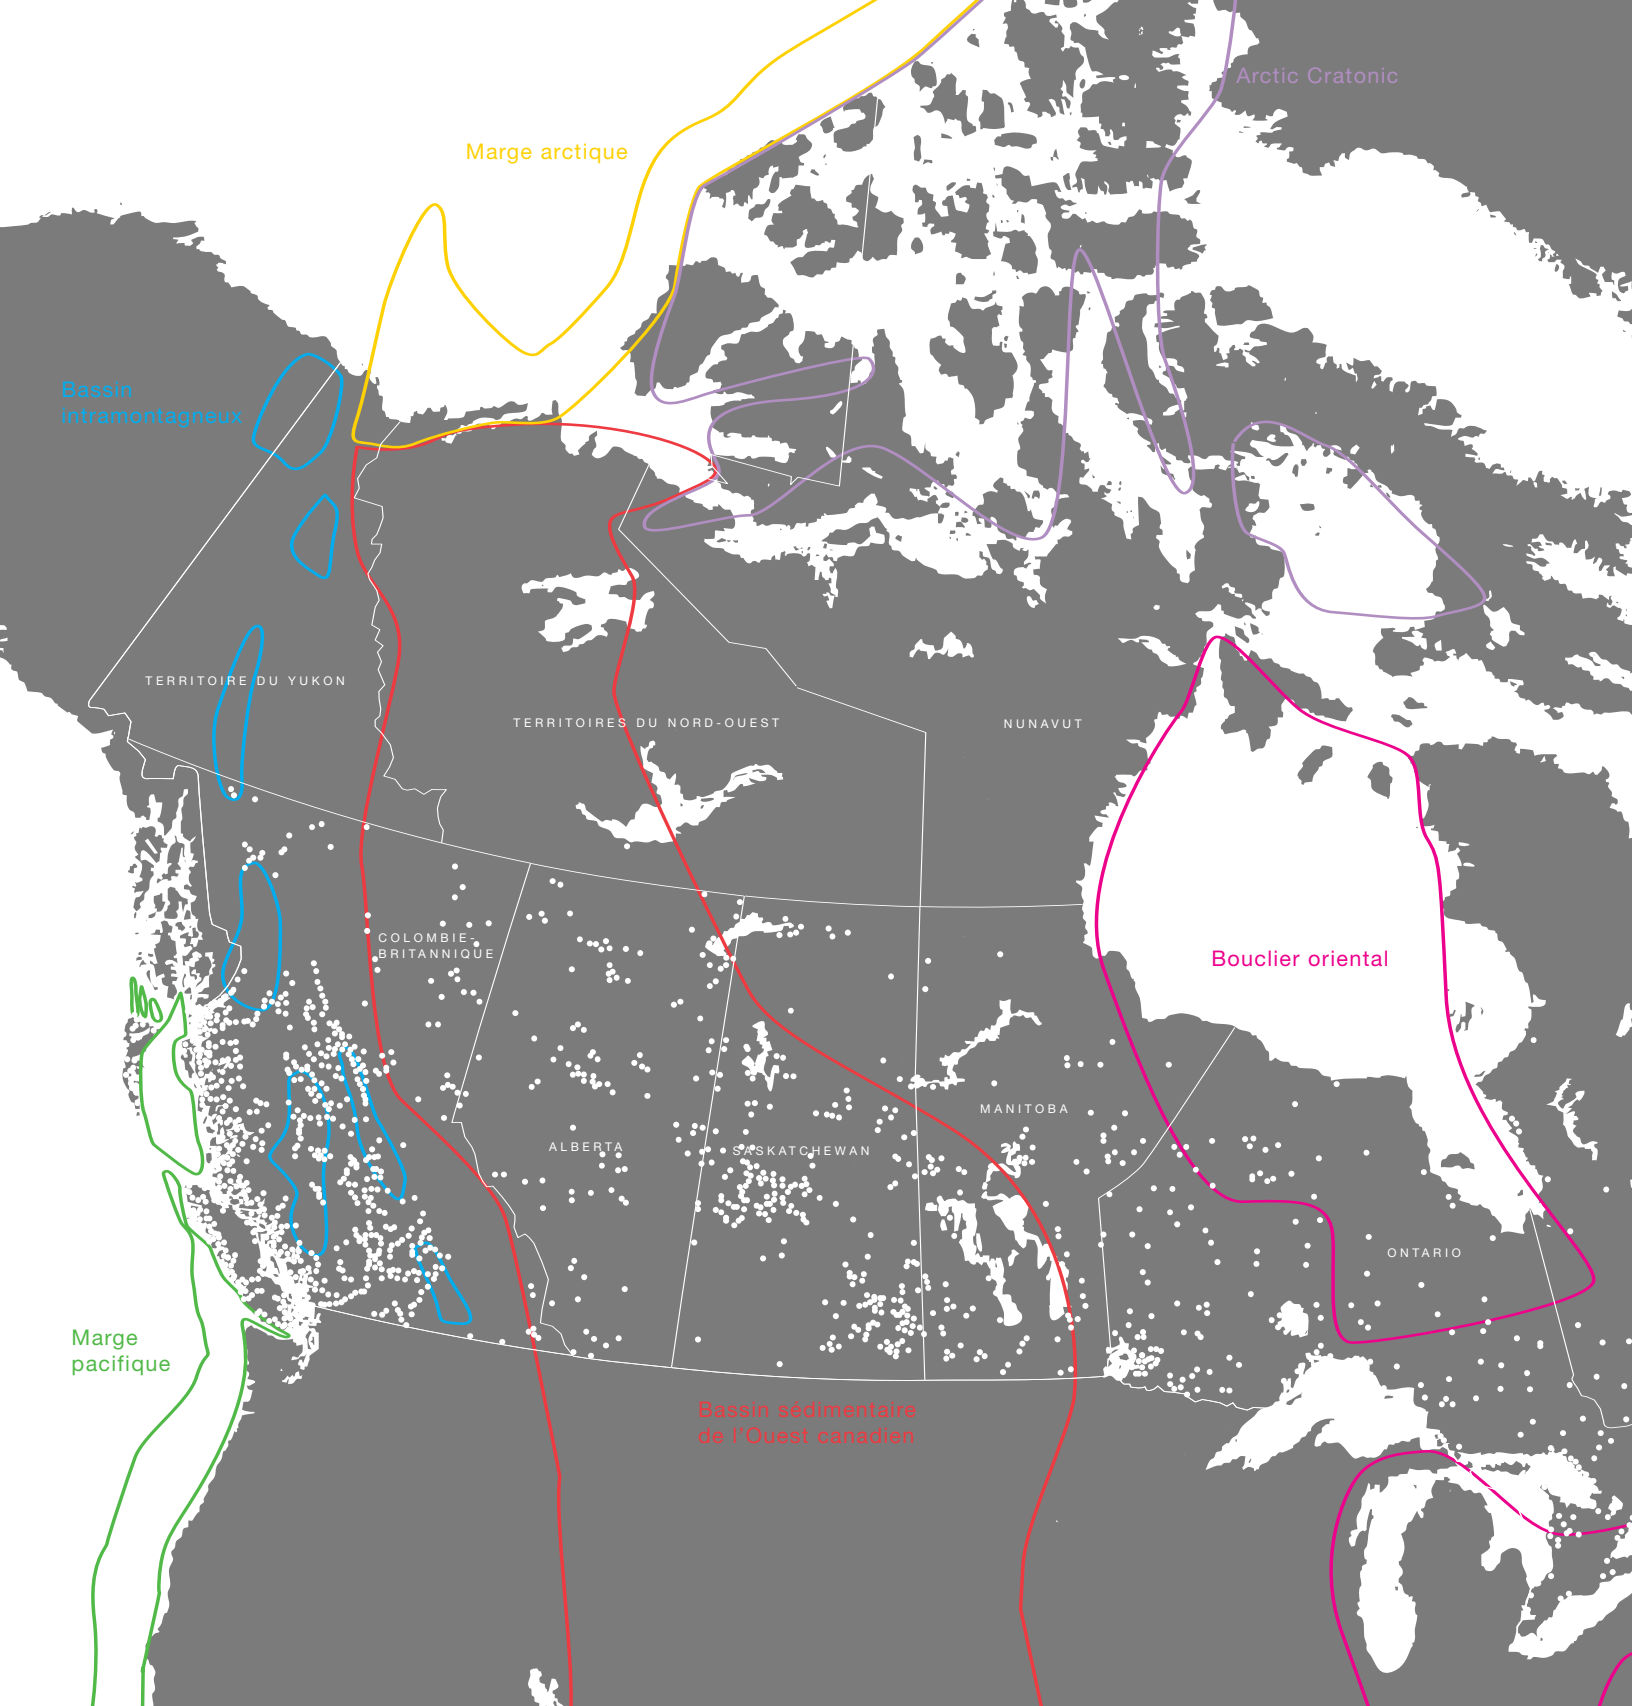 Arctic Cratonic
Marge arctique
Bassin
intramontagneux
TERRITOIRE DU YUKON
TERRITOIRES DU NORD-OUEST
NUNAVUT
COLOMBIE-
BRITANNIQUE
Bouclier oriental
MANITOBA
ALBERTA
SASKATCHEWAN
ONTARIO
Marge
pacifique
Bassin sédimentaire
de l'Ouest canadien